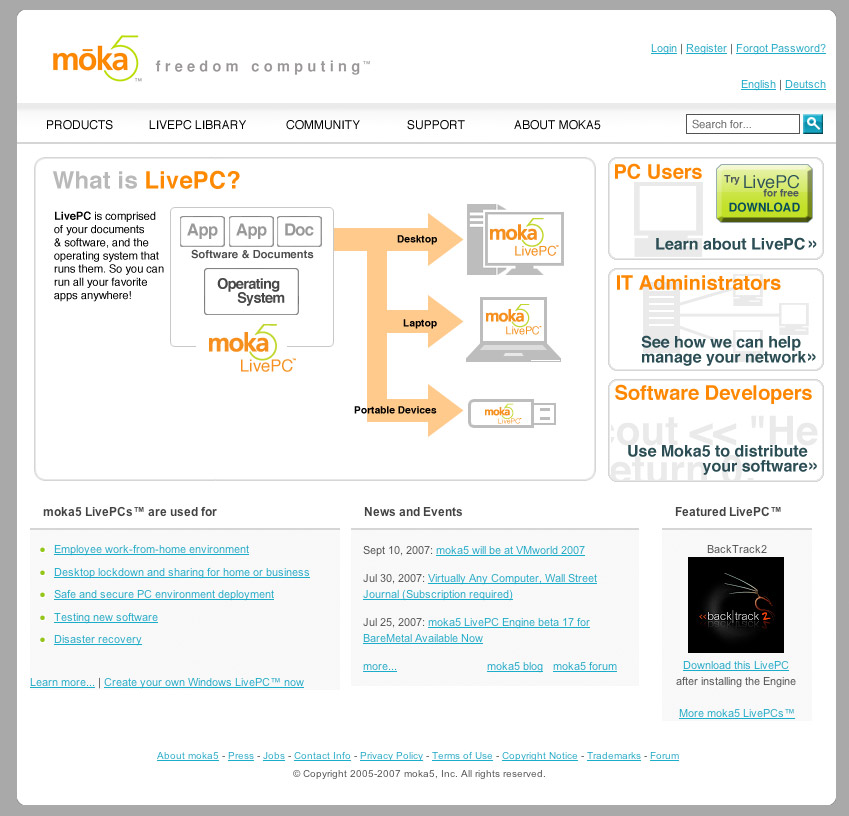 mōka5™ freedom computing™
Login | Register | Forgot Password?
English | Deutsch
PRODUCTS LIVEPC LIBRARY COMMUNITY SUPPORT ABOUT MOKA5
Search for...
What is LivePC?
LivePC is comprised
of your documents
& software, and the
operating system that
runs them. So you can
run all your favorite
apps anywhere!
App App Doc
Software & Documents
Operating
System
moka5
LivePC™
Desktop
moka5
LivePC™
Laptop
moka5
LivePC™
Portable Devices
moka5
LivePC™
PC Users
Try LivePC
for free
DOWNLOAD
Learn about LivePC»
IT Administrators
See how we can help
manage your network»
Software Developers
cout << "He
return 0;
Use Moka5 to distribute
your software»
moka5 LivePCs™ are used for
Employee work-from-home environment
Desktop lockdown and sharing for home or business
Safe and secure PC environment deployment
Testing new software
Disaster recovery
Learn more... | Create your own Windows LivePC™ now
News and Events
Sept 10, 2007: moka5 will be at VMworld 2007
Jul 30, 2007: Virtually Any Computer, Wall Street
Journal (Subscription required)
Jul 25, 2007: moka5 LivePC Engine beta 17 for
BareMetal Available Now
more... moka5 blog moka5 forum
Featured LivePC™
BackTrack2
<<back|track 2
Download this LivePC
after installing the Engine
More moka5 LivePCs™
About moka5 - Press - Jobs - Contact Info - Privacy Policy - Terms of Use - Copyright Notice - Trademarks - Forum
© Copyright 2005-2007 moka5, Inc. All rights reserved.